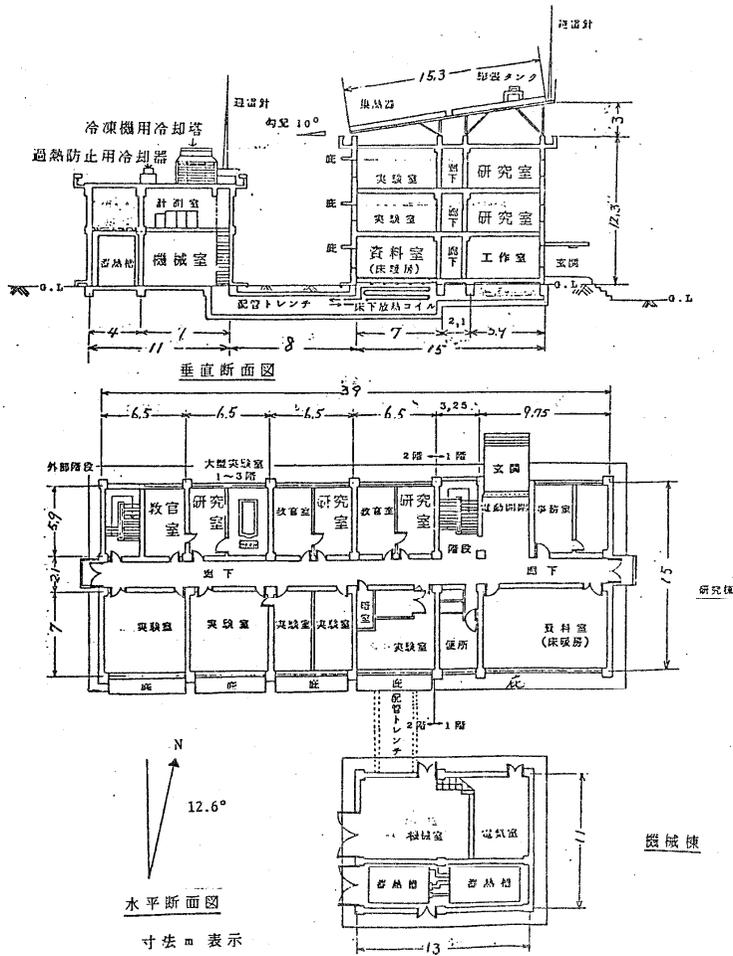 避雷針
15.3
集熱器
避雷針
勾配 10°
冷凍機用冷却塔
過熱防止用冷却器
3
庇
実験室
廊下
研究室
計測室
庇
実験室
廊下
研究室
12.3
庇
蓄熱槽
機械室
資料室
(床暖房)
廊下
工作室
玄関
G.L
G.L
G.L
配管トレンチ
床下放熱コイル
4
7
2.1
11
8
15
垂直断面図
39
6.5
6.5
6.5
6.5
3.25
9.75
外部階段
大型実験室
1~3階
2階
1階
玄関
教官室
研究室
教官室
研究室
教官室
研究室
事務室
階段
5.9
2.1
7
15
廊下
廊下
研究棟
実験室
実験室
実験室
実験室
実験室
便所
資料室
(床暖房)
庇
庇
庇
庇
庇
配管トレンチ
2階
1階
N
12.6°
機械室
電気室
11
機械棟
蓄熱槽
蓄熱槽
13
水平断面図
寸法m 表示